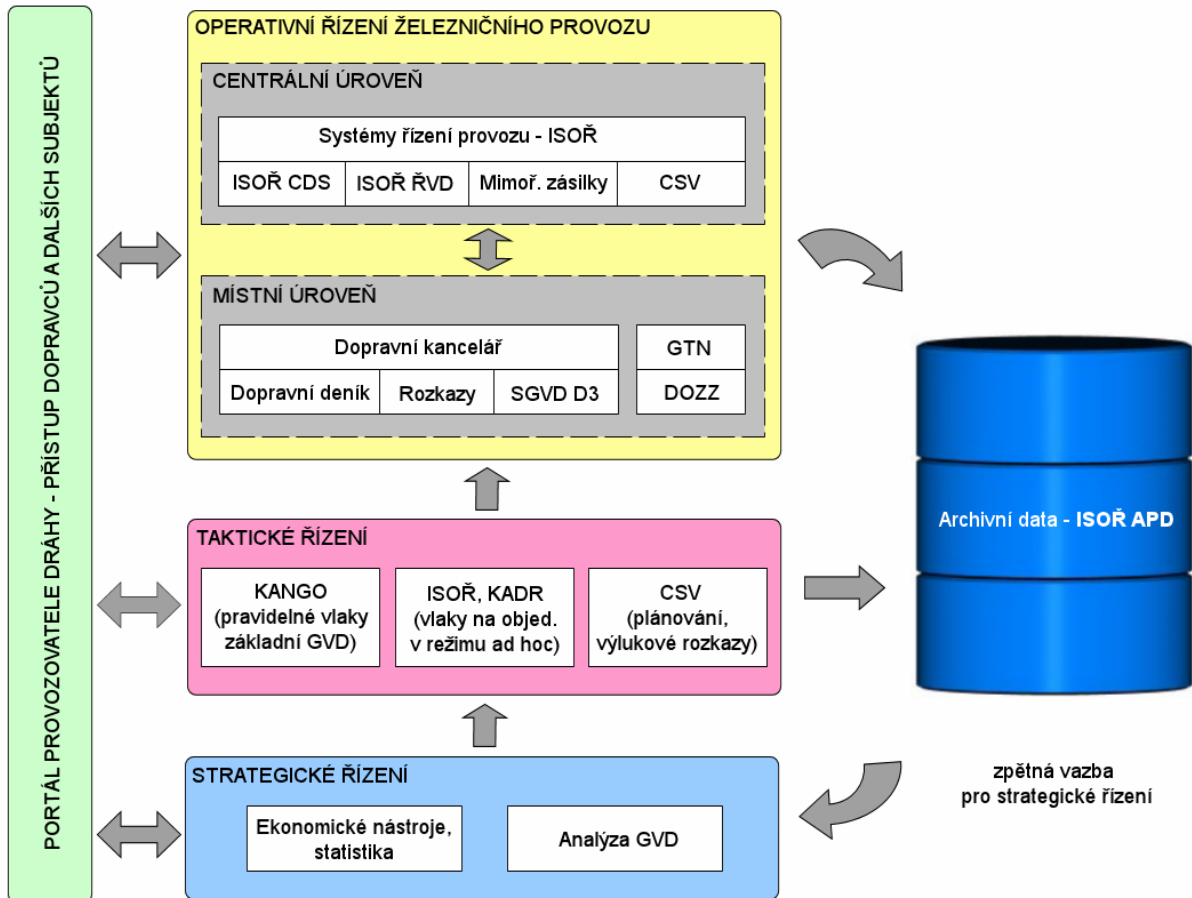 PORTÁL PROVOZOVATELE DRÁHY - PŘÍSTUP DOPRAVCŮ A DALŠÍCH SUBJEKTŮ
OPERATIVNÍ ŘÍZENÍ ŽELEZNIČNÍHO PROVOZU
CENTRÁLNÍ ÚROVEŇ
Systémy řízení provozu - ISOŘ
ISOŘ CDS
ISOŘ ŘVD
Mimoř. zásilky
CSV
MÍSTNÍ ÚROVEŇ
Dopravní kancelář
Dopravní deník
Rozkazy
SGVD D3
GTN
DOZZ
TAKTICKÉ ŘÍZENÍ
KANGO
(pravidelné vlaky
základní GVD)
ISOŘ, KADR
(vlaky na objed.
v režimu ad hoc)
CSV
(plánování,
výlukové rozkazy)
STRATEGICKÉ ŘÍZENÍ
Ekonomické nástroje,
statistika
Analýza GVD
Archivní data - ISOŘ APD
zpětná vazba
pro strategické řízení